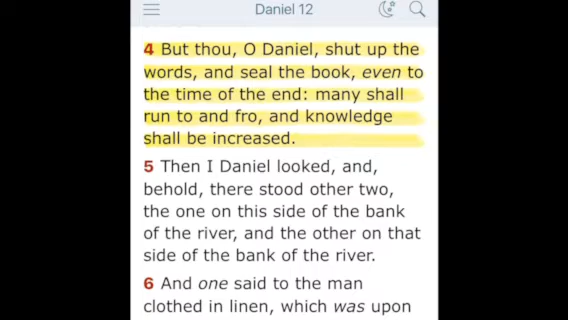 Daniel 12
4 But thou, O Daniel, shut up the
words, and seal the book, even to
the time of the end: many shall
run to and fro, and knowledge
shall be increased.
5 Then I Daniel looked, and,
behold, there stood other two,
the one on this side of the bank
of the river, and the other on that
side of the bank of the river.
6 And one said to the man
clothed in linen, which was upon